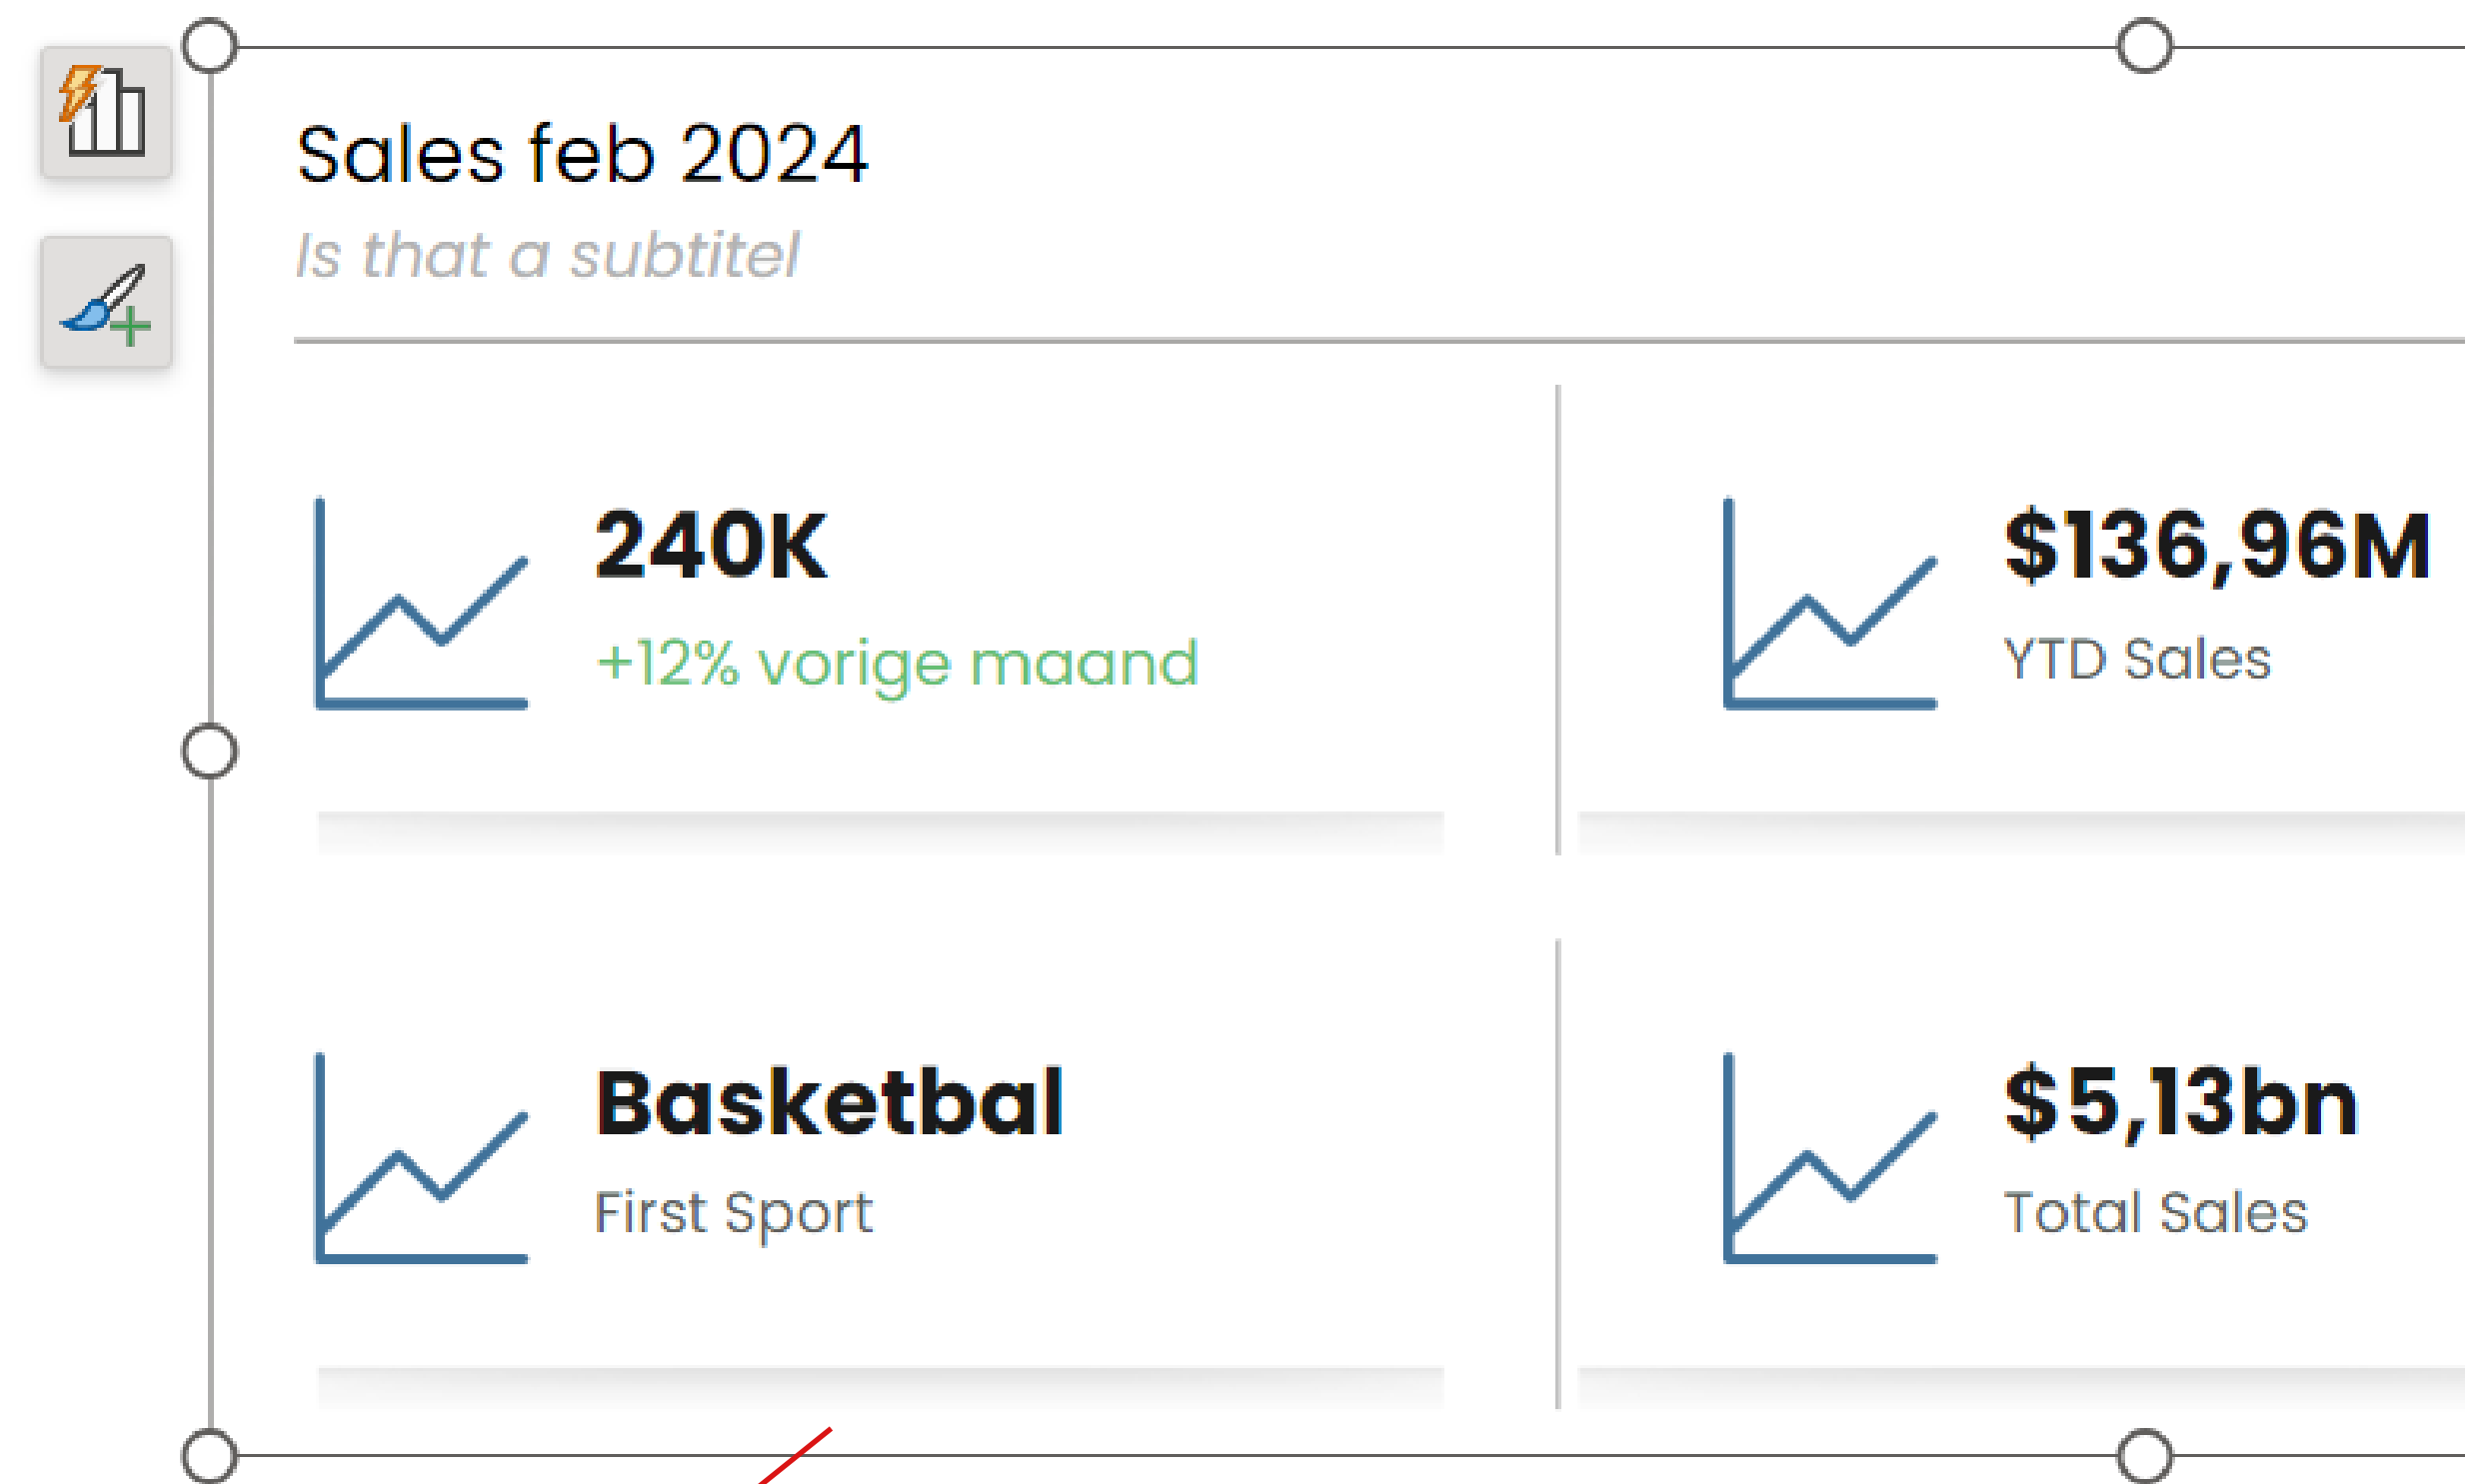 Sales feb 2024
Is that a subtitel
240K
+12% vorige maand
$136,96M
YTD Sales
Basketbal
First Sport
$5,13bn
Total Sales